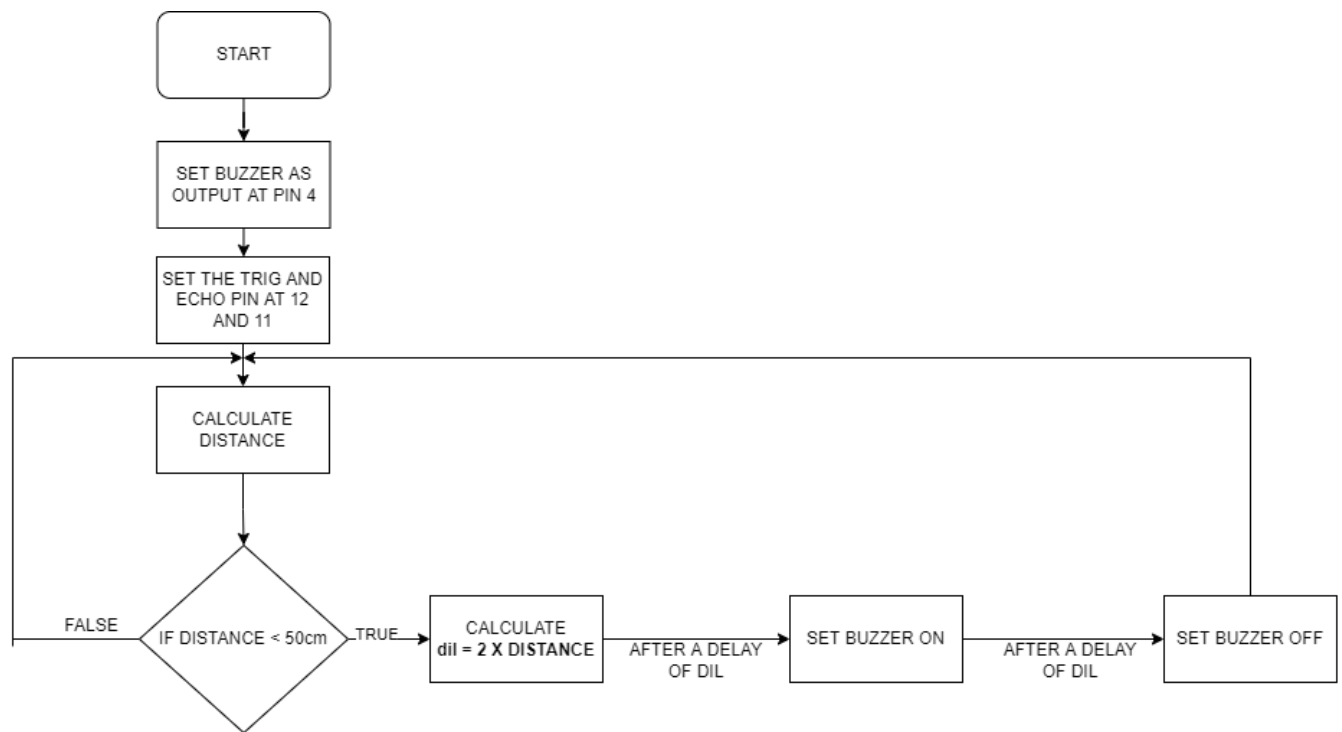 START
SET BUZZER AS
OUTPUT AT PIN 4
SET THE TRIG AND
ECHO PIN AT 12
AND 11
CALCULATE
DISTANCE
FALSE
IF DISTANCE < 50cm
TRUE
CALCULATE
dil = 2 X DISTANCE
AFTER A DELAY
OF DIL
SET BUZZER ON
AFTER A DELAY
OF DIL
SET BUZZER OFF